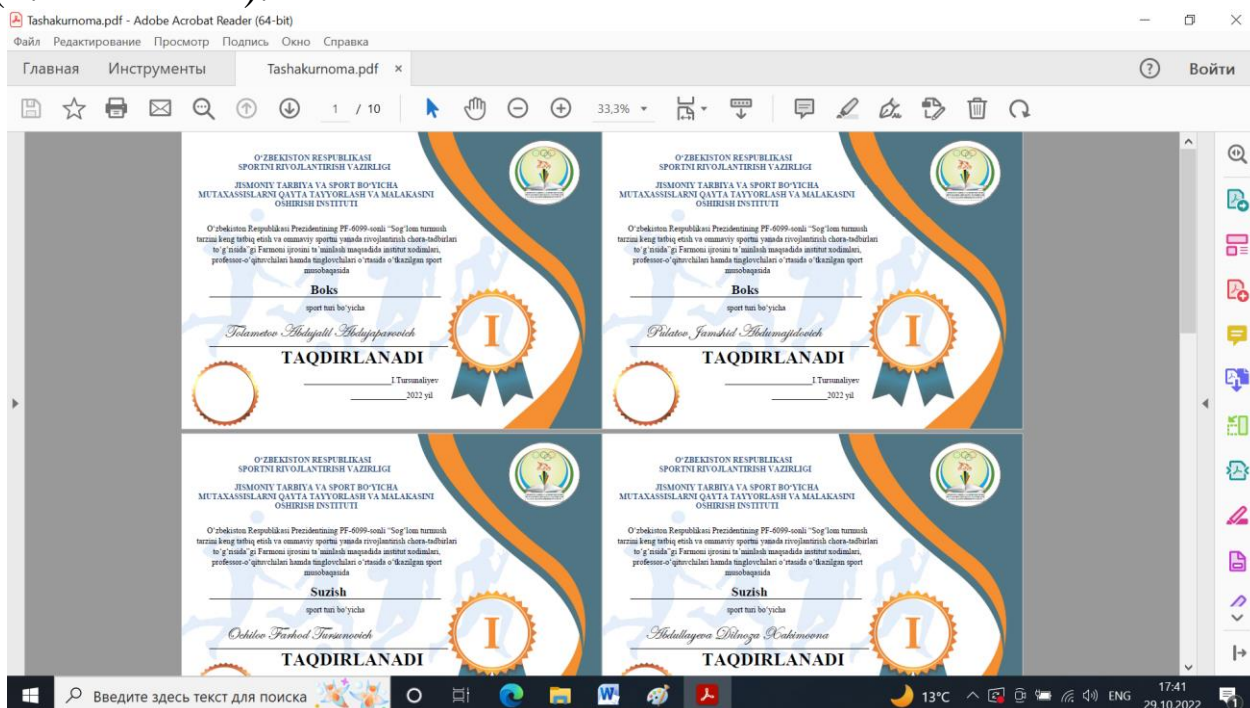 Tashakurnoma.pdf - Adobe Acrobat Reader (64-bit)
Файл Редактирование Просмотр Подпись Окно Справка
Главная Инструменты Tashakurnoma.pdf × ? Войти
1 / 10 33,3%
O‘ZBEKISTON RESPUBLIKASI
SPORTNI RIVOJLANTIRISH VAZIRLIGI
JISMONIY TARBIYA VA SPORT BO‘YICHA
MUTAXASSISLARNI QAYTA TAYYORLASH VA MALAKASINI
OSHIRISH INSTITUTI
O‘zbekiston Respublikasi Prezidentining PF-6099-sonli “Sog‘lom turmush
tarzini keng tatbiq etish va ommaviy sportni yanada rivojlantirish chora-tadbirlari
to‘g‘risida”gi Farmoni ijrosini ta’minlash maqsadida institut xodimlari,
professor-o‘qituvchilari hamda tinglovchilari o‘rtasida o‘tkazilgan sport
musobaqasida
Boks
sport turi bo‘yicha
Tolametov Abdujalil Abdujaparovich
TAQDIRLANADI
I.Tursunaliyev
2022 yil
I
O‘ZBEKISTON RESPUBLIKASI
SPORTNI RIVOJLANTIRISH VAZIRLIGI
JISMONIY TARBIYA VA SPORT BO‘YICHA
MUTAXASSISLARNI QAYTA TAYYORLASH VA MALAKASINI
OSHIRISH INSTITUTI
O‘zbekiston Respublikasi Prezidentining PF-6099-sonli “Sog‘lom turmush
tarzini keng tatbiq etish va ommaviy sportni yanada rivojlantirish chora-tadbirlari
to‘g‘risida”gi Farmoni ijrosini ta’minlash maqsadida institut xodimlari,
professor-o‘qituvchilari hamda tinglovchilari o‘rtasida o‘tkazilgan sport
musobaqasida
Boks
sport turi bo‘yicha
Pulatov Jamshid Abdumajidovich
TAQDIRLANADI
I.Tursunaliyev
2022 yil
I
O‘ZBEKISTON RESPUBLIKASI
SPORTNI RIVOJLANTIRISH VAZIRLIGI
JISMONIY TARBIYA VA SPORT BO‘YICHA
MUTAXASSISLARNI QAYTA TAYYORLASH VA MALAKASINI
OSHIRISH INSTITUTI
O‘zbekiston Respublikasi Prezidentining PF-6099-sonli “Sog‘lom turmush
tarzini keng tatbiq etish va ommaviy sportni yanada rivojlantirish chora-tadbirlari
to‘g‘risida”gi Farmoni ijrosini ta’minlash maqsadida institut xodimlari,
professor-o‘qituvchilari hamda tinglovchilari o‘rtasida o‘tkazilgan sport
musobaqasida
Suzish
sport turi bo‘yicha
Ochilov Farhod Tursunovich
TAQDIRLANADI
I
O‘ZBEKISTON RESPUBLIKASI
SPORTNI RIVOJLANTIRISH VAZIRLIGI
JISMONIY TARBIYA VA SPORT BO‘YICHA
MUTAXASSISLARNI QAYTA TAYYORLASH VA MALAKASINI
OSHIRISH INSTITUTI
O‘zbekiston Respublikasi Prezidentining PF-6099-sonli “Sog‘lom turmush
tarzini keng tatbiq etish va ommaviy sportni yanada rivojlantirish chora-tadbirlari
to‘g‘risida”gi Farmoni ijrosini ta’minlash maqsadida institut xodimlari,
professor-o‘qituvchilari hamda tinglovchilari o‘rtasida o‘tkazilgan sport
musobaqasida
Suzish
sport turi bo‘yicha
Abdullayeva Dilnoza Xakimovna
TAQDIRLANADI
I
Введите здесь текст для поиска
13°C ENG 17:41
29.10.2022